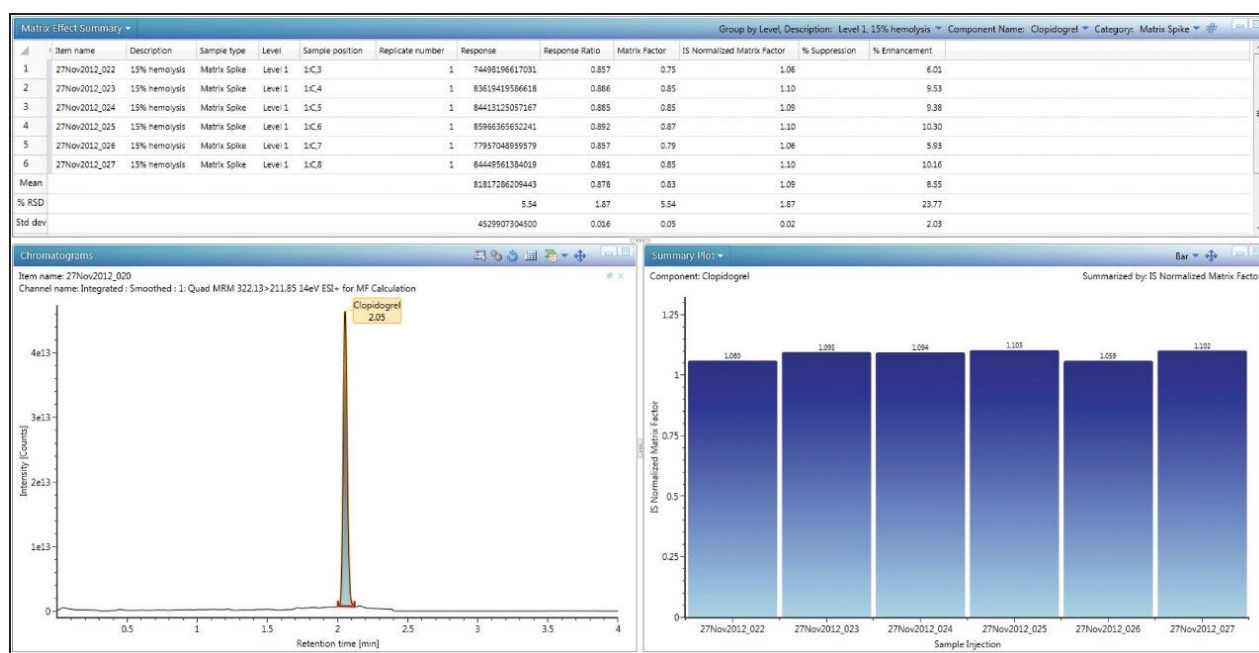 Matrix Effect Summary
Group by Level, Description: Level 1, 15% hemolysis Component Name: Clopidogrel Category: Matrix Spike
Item name Description Sample type Level Sample position Replicate number Response Response Ratio Matrix Factor IS Normalized Matrix Factor % Suppression % Enhancement
1 27Nov2012_022 15% hemolysis Matrix Spike Level 1 1:C,3 1 74498196617031 0.857 0.75 1.06 6.01
2 27Nov2012_023 15% hemolysis Matrix Spike Level 1 1:C,4 1 83619419586618 0.886 0.85 1.10 9.53
3 27Nov2012_024 15% hemolysis Matrix Spike Level 1 1:C,5 1 84413125057167 0.885 0.85 1.09 9.38
4 27Nov2012_025 15% hemolysis Matrix Spike Level 1 1:C,6 1 85966365652241 0.892 0.87 1.10 10.30
5 27Nov2012_026 15% hemolysis Matrix Spike Level 1 1:C,7 1 77957048959579 0.857 0.79 1.06 5.93
6 27Nov2012_027 15% hemolysis Matrix Spike Level 1 1:C,8 1 84449561384019 0.891 0.85 1.10 10.16
Mean 81817286209443 0.878 0.83 1.09 8.55
% RSD 5.54 1.87 5.54 1.87 23.77
Std dev 4529907304500 0.016 0.05 0.02 2.03
Chromatograms
Item name: 27Nov2012_020
Channel name: Integrated : Smoothed : 1: Quad MRM 322.13>211.85 14eV ESI+ for MF Calculation
Clopidogrel
2.05
4e13
3e13
2e13
1e13
0
Intensity [Counts]
0.5 1 1.5 2 2.5 3 3.5 4
Retention time [min]
Summary Plot
Bar
Component: Clopidogrel
Summarized by: IS Normalized Matrix Facto
1.25
1
0.75
0.5
0.25
0
IS Normalized Matrix Factor
1.060 1.095 1.094 1.103 1.059 1.102
27Nov2012_022 27Nov2012_023 27Nov2012_024 27Nov2012_025 27Nov2012_026 27Nov2012_027
Sample Injection